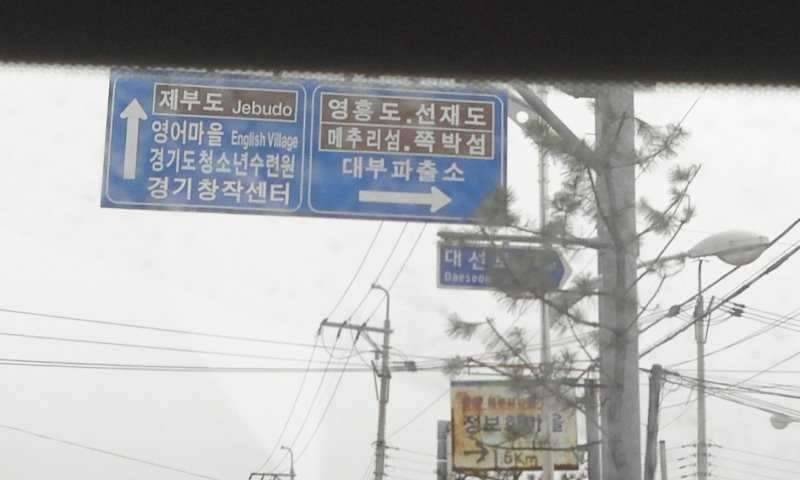 제부도 Jebudo
영어마을 English Village
경기도청소년수련원
경기창작센터
영흥도.선재도
메추리섬.쪽박섬
대부파출소
대선
정보화마을
6Km